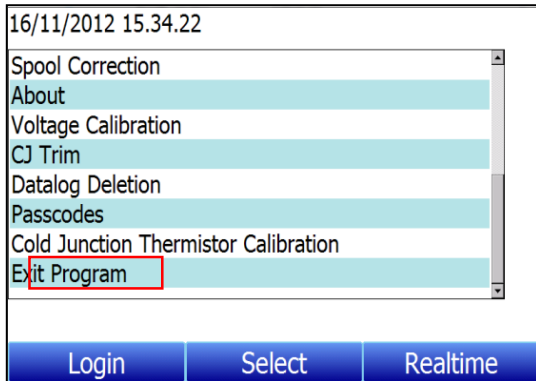 16/11/2012 15.34.22
Spool Correction
About
Voltage Calibration
CJ Trim
Datalog Deletion
Passcodes
Cold Junction Thermistor Calibration
Exit Program
Login Select Realtime